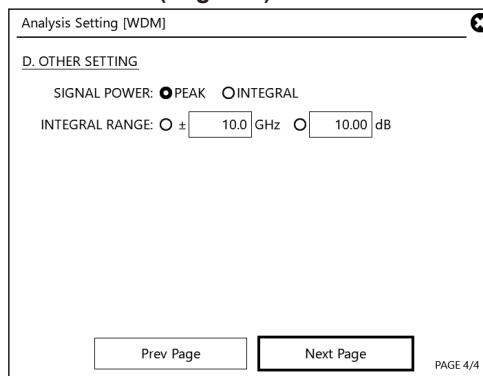 Analysis Setting [WDM]
D. OTHER SETTING
SIGNAL POWER: PEAK INTEGRAL
INTEGRAL RANGE: ± 10.0 GHz 10.00 dB
Prev Page Next Page PAGE 4/4